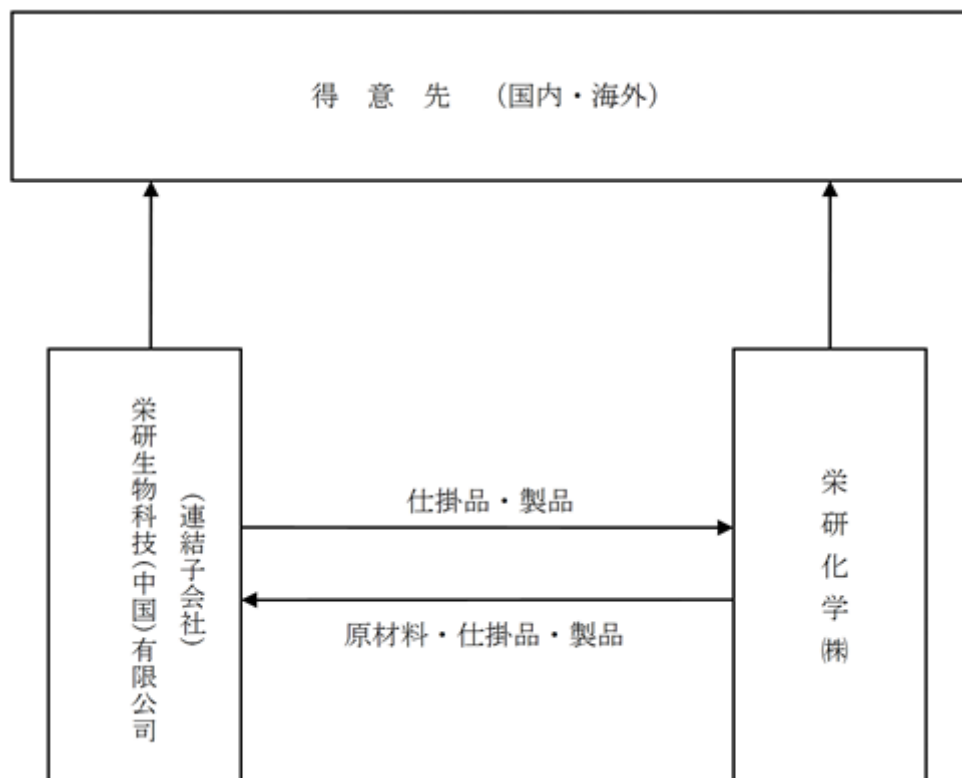 得 意 先 （国内・海外）
（連結子会社）
栄研生物科技（中国）有限公司
仕掛品・製品
原材料・仕掛品・製品
栄研化学㈱